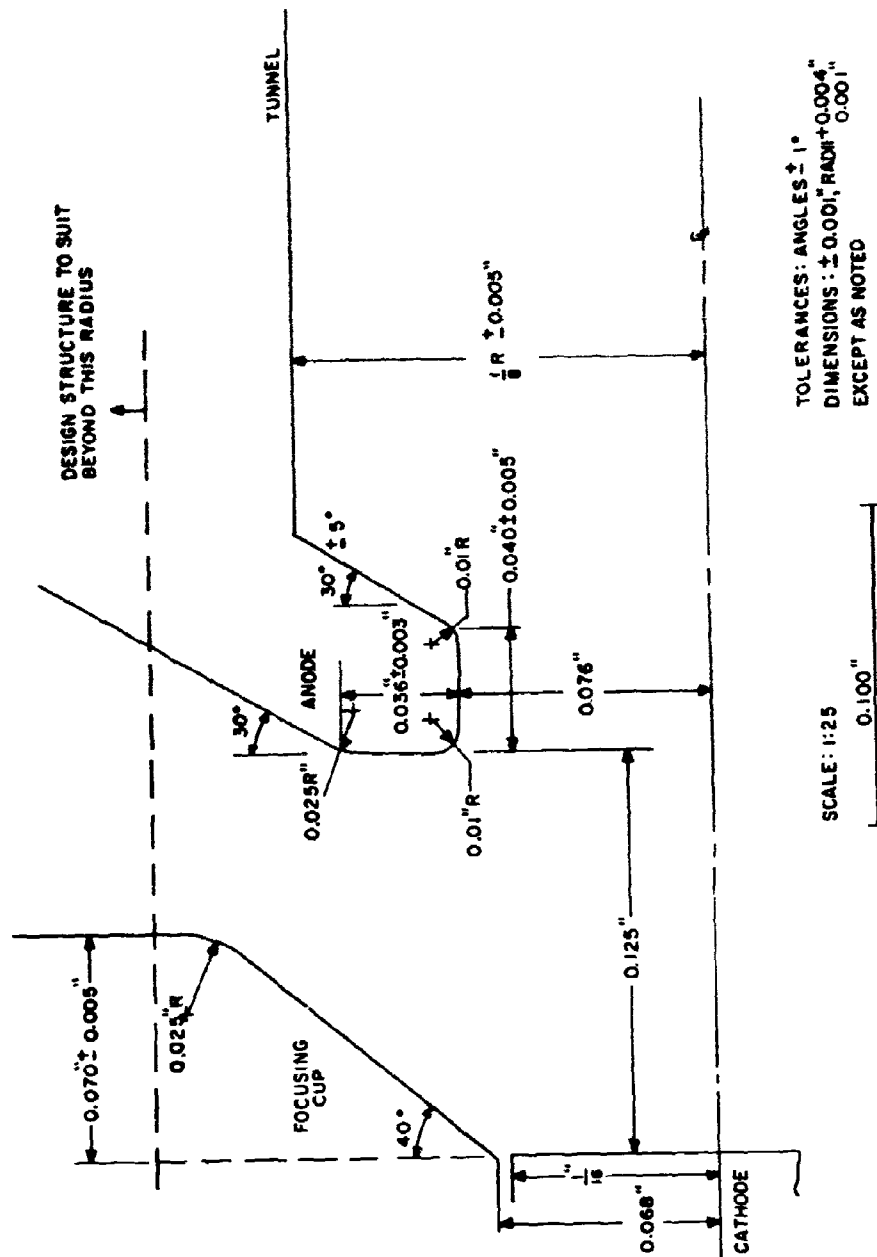 DESIGN STRUCTURE TO SUIT
BEYOND THIS RADIUS
TUNNEL
0.070"± 0.005"
0.025"R
FOCUSING
CUP
40°
30°
ANODE
0.025R"
0.036"±0.003
30° ±5°
0.01R"
0.01"R
0.040±0.005"
0.076"
1/8 R ±0.005"
0.125"
1/16"
0.068"
CATHODE
TOLERANCES: ANGLES ± 1°
DIMENSIONS: ±0.001", RADII +0.004"
0.001"
EXCEPT AS NOTED
SCALE: 1:25
0.100"